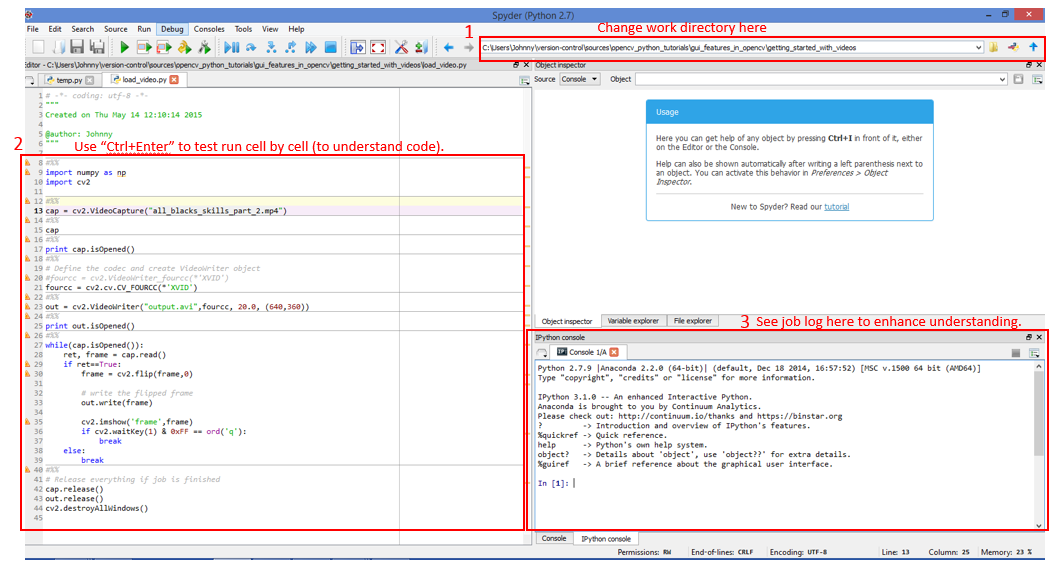 Spyder (Python 2.7)
File Edit Search Source Run Debug Consoles Tools View Help
1 Change work directory here
C:\Users\Johnny\version-control\sources\opencv_python_tutorials\gui_features_in_opencv\getting_started_with_videos
Editor - C:\Users\Johnny\version-control\sources\opencv_python_tutorials\gui_features_in_opencv\getting_started_with_videos\load_video.py
temp.py load_video.py
1 # -*- coding: utf-8 -*-
2 """
3 Created on Thu May 14 12:10:14 2015
4
5 @author: Johnny
6 """
7
2 Use “Ctrl+Enter” to test run cell by cell (to understand code).
8 #%%
9 import numpy as np
10 import cv2
11
12 #%%
13 cap = cv2.VideoCapture("all_blacks_skills_part_2.mp4")
14 #%%
15 cap
16 #%%
17 print cap.isOpened()
18 #%%
19 # Define the codec and create VideoWriter object
20 #fourcc = cv2.VideoWriter_fourcc(*'XVID')
21 fourcc = cv2.cv.CV_FOURCC(*'XVID')
22 #%%
23 out = cv2.VideoWriter("output.avi",fourcc, 20.0, (640,360))
24 #%%
25 print out.isOpened()
26 #%%
27 while(cap.isOpened()):
28     ret, frame = cap.read()
29     if ret==True:
30         frame = cv2.flip(frame,0)
31
32         # write the flipped frame
33         out.write(frame)
34
35         cv2.imshow('frame',frame)
36         if cv2.waitKey(1) & 0xFF == ord('q'):
37             break
38     else:
39         break
40 #%%
41 # Release everything if job is finished
42 cap.release()
43 out.release()
44 cv2.destroyAllWindows()
45
Object inspector
Source Console Object
Usage
Here you can get help of any object by pressing Ctrl+I in front of it, either
on the Editor or the Console.
Help can also be shown automatically after writing a left parenthesis next to
an object. You can activate this behavior in Preferences > Object
Inspector.
New to Spyder? Read our tutorial
Object inspector Variable explorer File explorer
3 See job log here to enhance understanding.
IPython console
IP Console 1/A
Python 2.7.9 |Anaconda 2.2.0 (64-bit)| (default, Dec 18 2014, 16:57:52) [MSC v.1500 64 bit (AMD64)]
Type "copyright", "credits" or "license" for more information.
IPython 3.1.0 -- An enhanced Interactive Python.
Anaconda is brought to you by Continuum Analytics.
Please check out: http://continuum.io/thanks and https://binstar.org
?         -> Introduction and overview of IPython's features.
%quickref -> Quick reference.
help      -> Python's own help system.
object?   -> Details about 'object', use 'object??' for extra details.
%guiref   -> A brief reference about the graphical user interface.
In [1]:
Console IPython console
Permissions: RW End-of-lines: CRLF Encoding: UTF-8 Line: 13 Column: 25 Memory: 23 %